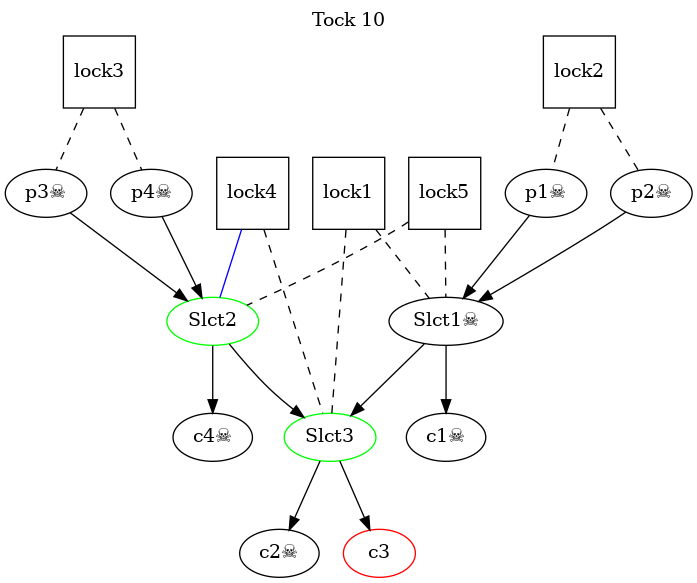 Tock 10
lock3
lock2
p3☠
p4☠
lock4
lock1
lock5
p1☠
p2☠
Slct2
Slct1☠
c4☠
Slct3
c1☠
c2☠
c3